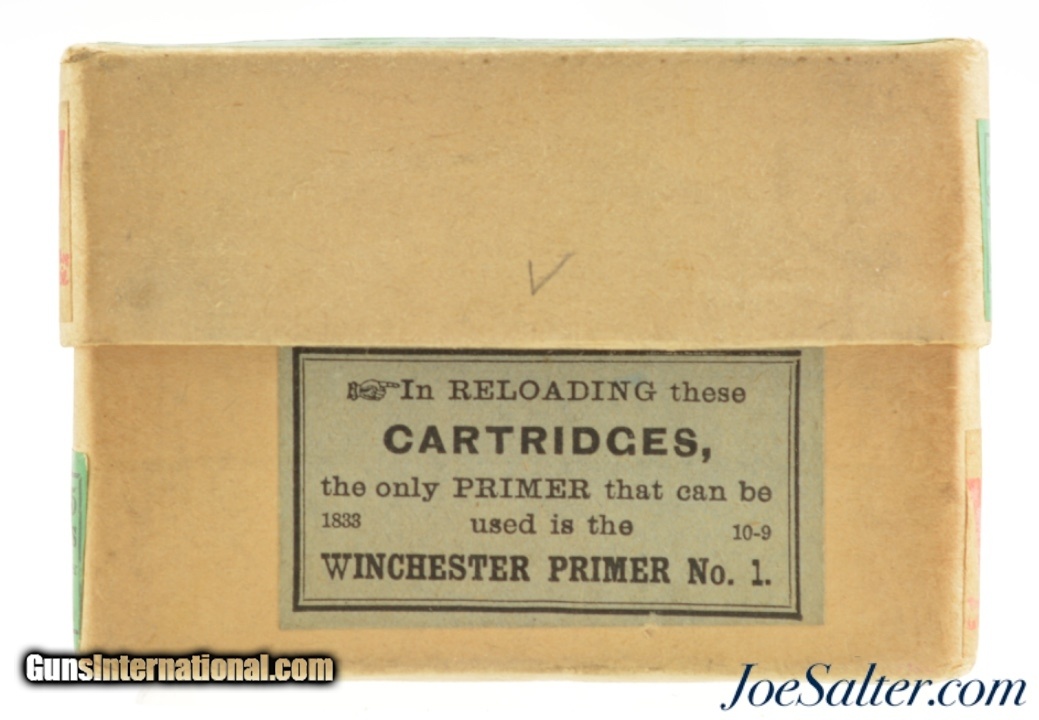 In RELOADING these
CARTRIDGES,
the only PRIMER that can be
used is the
1833
10-9
WINCHESTER PRIMER No. 1.
GunsInternational.com
JoeSalter.com